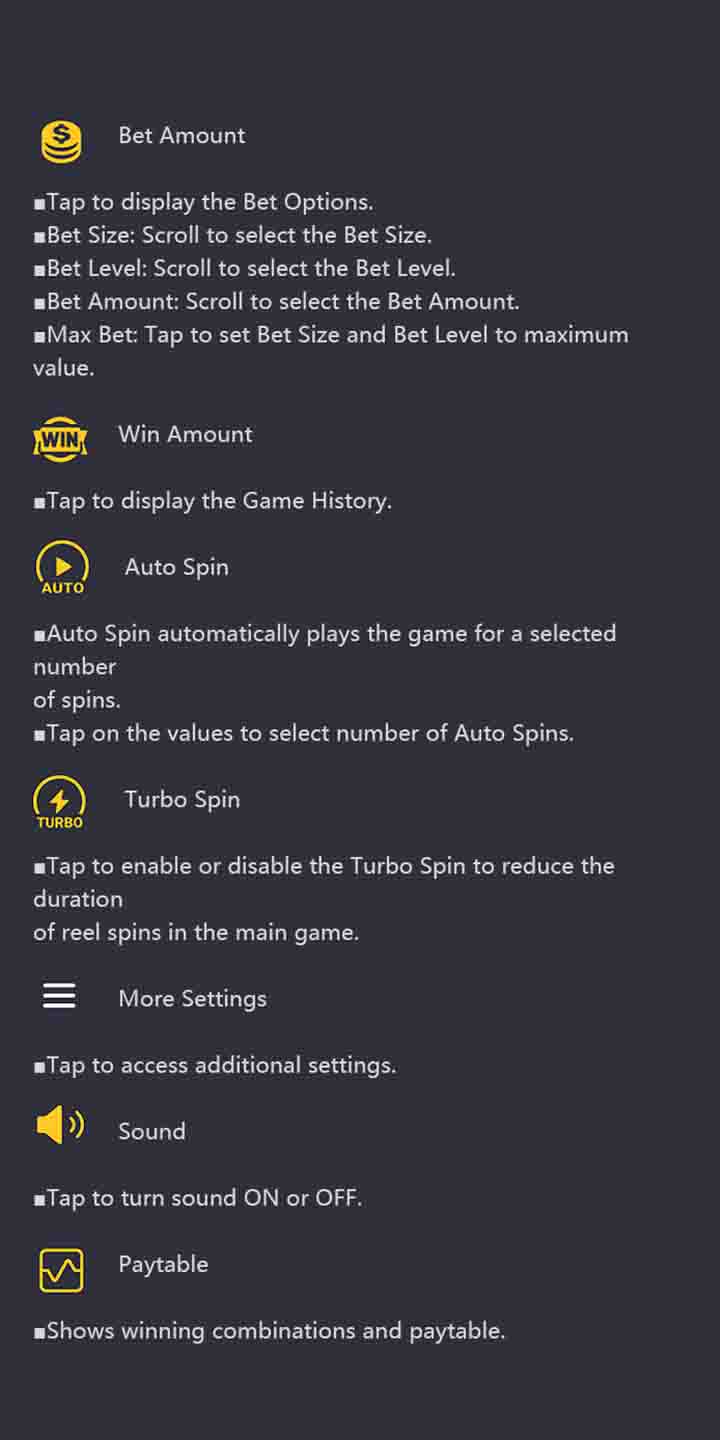 $ Bet Amount
■Tap to display the Bet Options.
■Bet Size: Scroll to select the Bet Size.
■Bet Level: Scroll to select the Bet Level.
■Bet Amount: Scroll to select the Bet Amount.
■Max Bet: Tap to set Bet Size and Bet Level to maximum
value.
WIN Win Amount
■Tap to display the Game History.
AUTO Auto Spin
■Auto Spin automatically plays the game for a selected
number
of spins.
■Tap on the values to select number of Auto Spins.
TURBO Turbo Spin
■Tap to enable or disable the Turbo Spin to reduce the
duration
of reel spins in the main game.
More Settings
■Tap to access additional settings.
Sound
■Tap to turn sound ON or OFF.
Paytable
■Shows winning combinations and paytable.